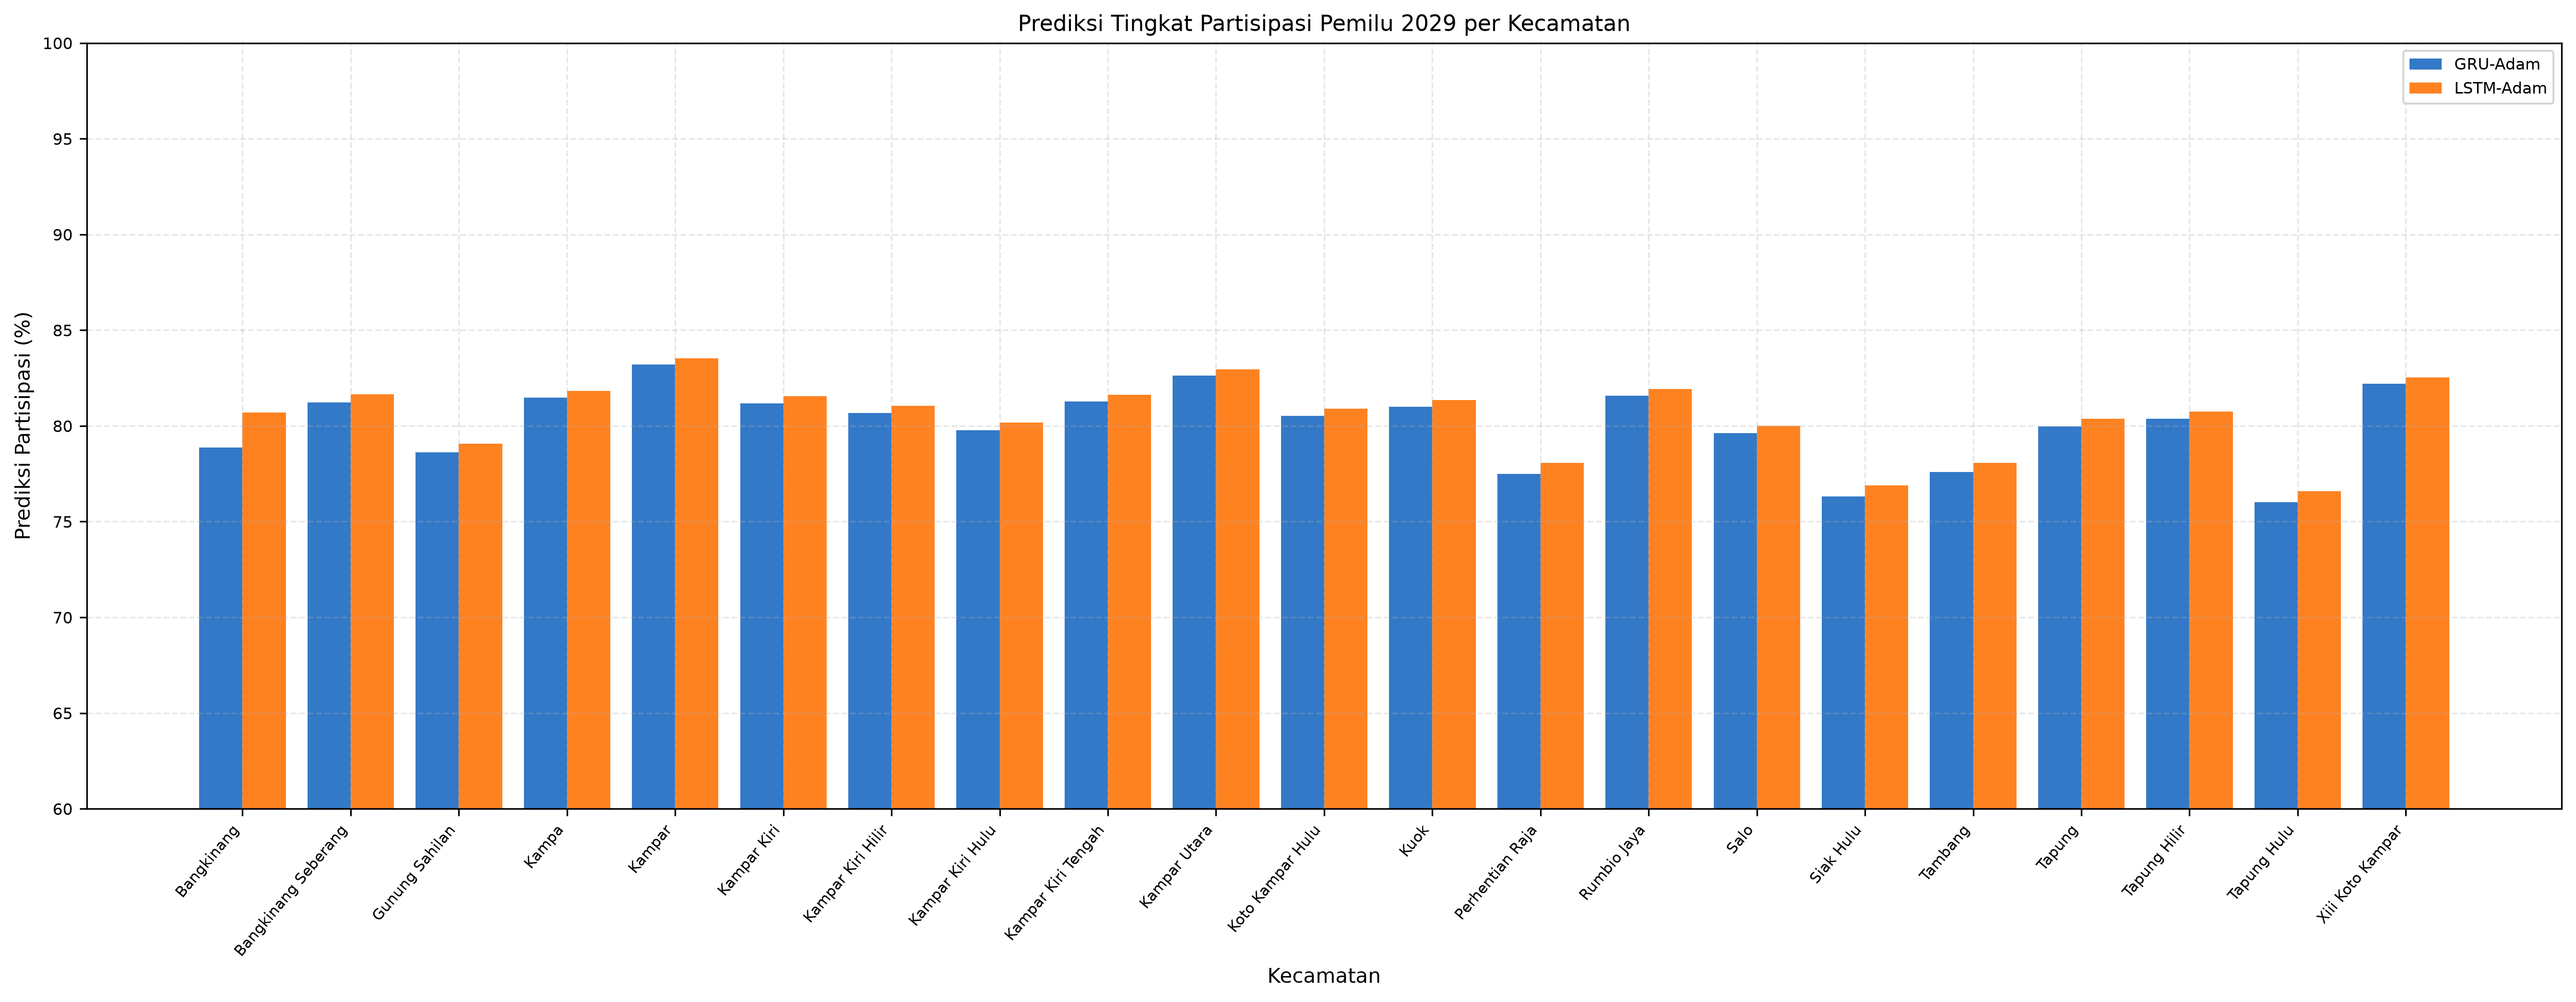 Prediksi Tingkat Partisipasi Pemilu 2029 per Kecamatan
GRU-Adam
LSTM-Adam
Prediksi Partisipasi (%)
100
95
90
85
80
75
70
65
60
Bangkinang
Bangkinang Seberang
Gunung Sahilan
Kampa
Kampar
Kampar Kiri
Kampar Kiri Hilir
Kampar Kiri Hulu
Kampar Kiri Tengah
Kampar Utara
Koto Kampar Hulu
Kuok
Perhentian Raja
Rumbio Jaya
Salo
Siak Hulu
Tambang
Tapung
Tapung Hilir
Tapung Hulu
Xiii Koto Kampar
Kecamatan